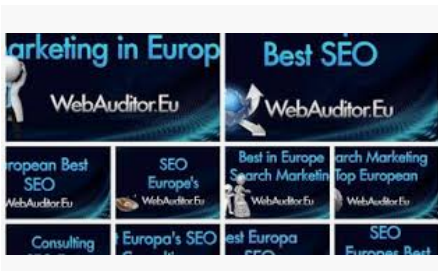 arketing in Europ
WebAuditor.Eu
Best SEO
WebAuditor.Eu
ropean Best
SEO
WebAuditor.Eu
SEO
Europe's
WebAuditor.Eu
Best in Europe
Search Marketin
WebAuditor.Eu
arch Marketing
Top European
WebAuditor.Eu
Consulting
t Europa's SEO
est Europa
SEO
SEO
Europes Best